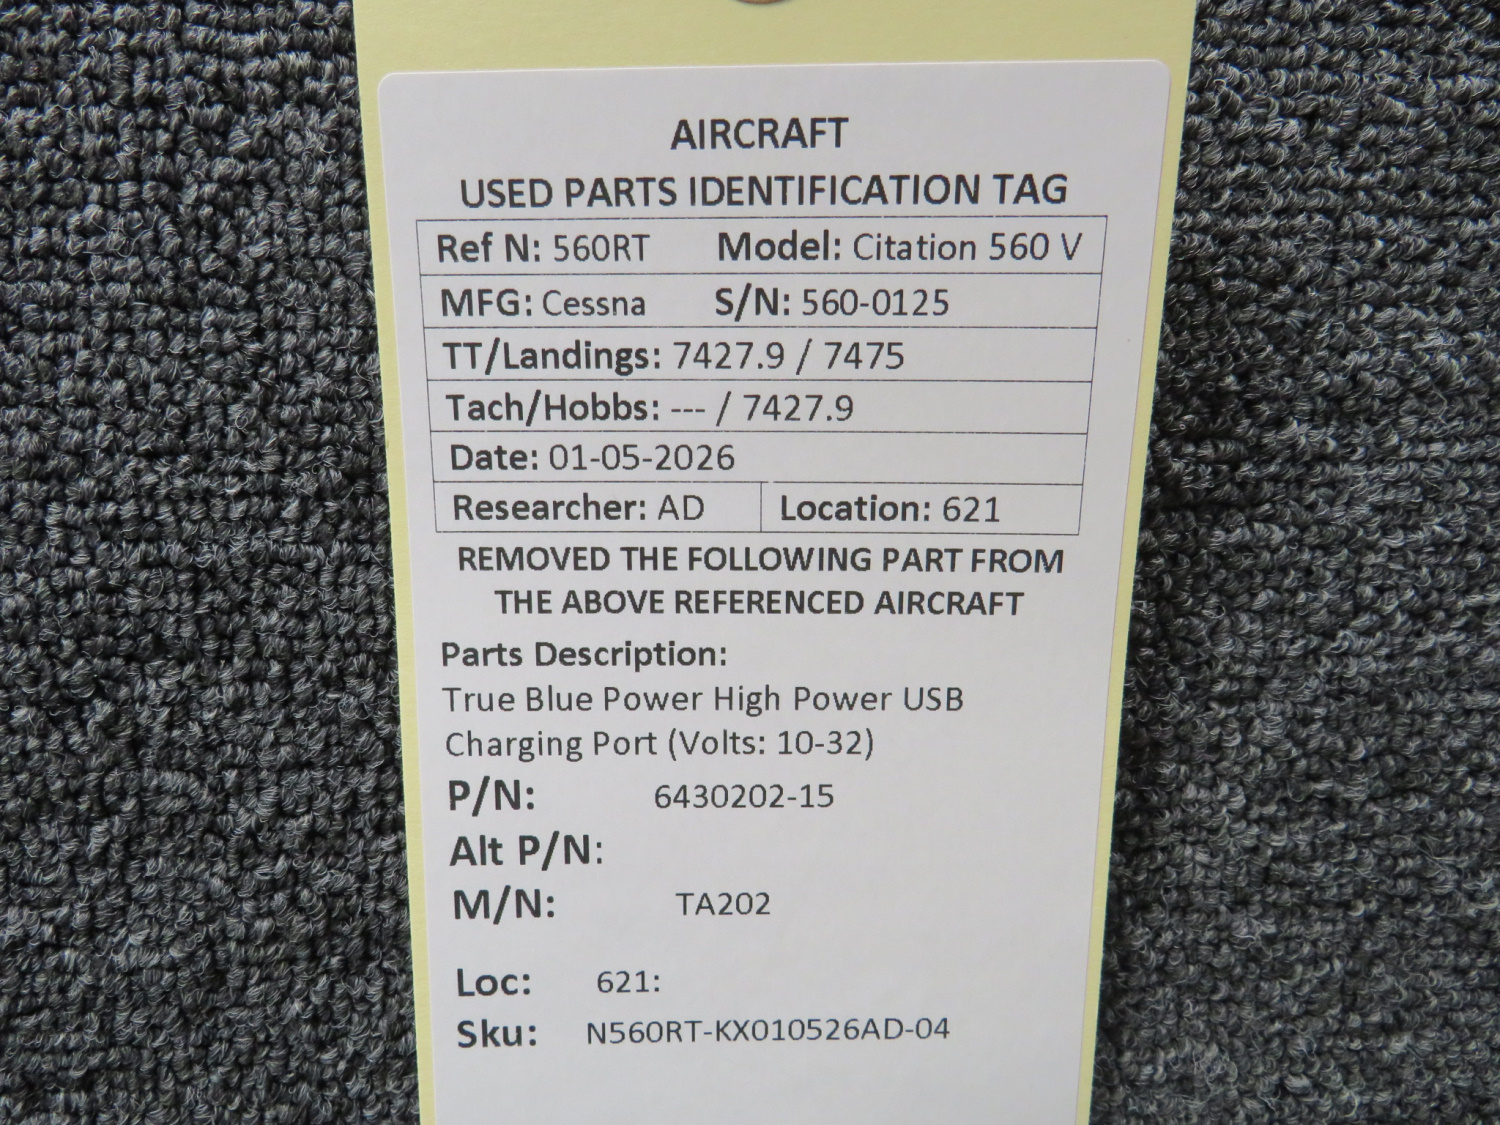 AIRCRAFT
USED PARTS IDENTIFICATION TAG
Ref N: 560RT Model: Citation 560 V
MFG: Cessna S/N: 560-0125
TT/Landings: 7427.9 / 7475
Tach/Hobbs: --- / 7427.9
Date: 01-05-2026
Researcher: AD Location: 621
REMOVED THE FOLLOWING PART FROM
THE ABOVE REFERENCED AIRCRAFT
Parts Description:
True Blue Power High Power USB
Charging Port (Volts: 10-32)
P/N: 6430202-15
Alt P/N:
M/N: TA202
Loc: 621:
Sku: N560RT-KX010526AD-04